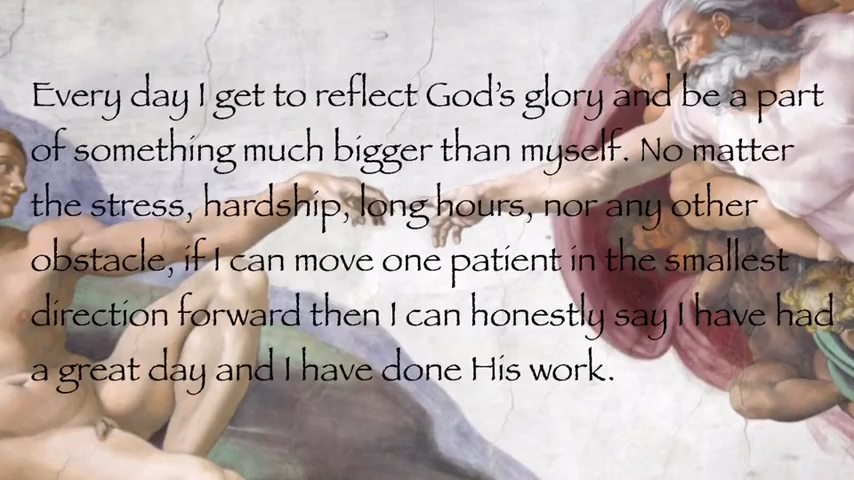 Every day I get to reflect God's glory and be a part
of something much bigger than myself. No matter
the stress, hardship, long hours, nor any other
obstacle, if I can move one patient in the smallest
direction forward then I can honestly say I have had
a great day and I have done His work.